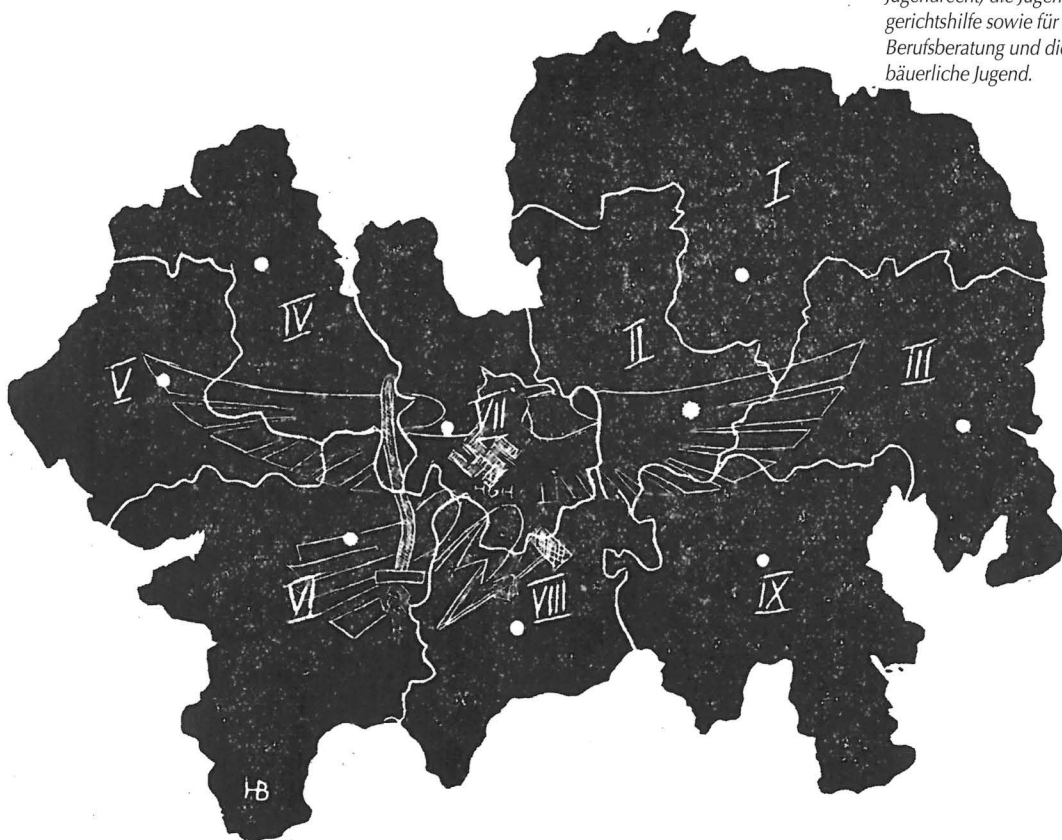 Jugendrecht, die Jugend-
gerichtshilfe sowie für
Berufsberatung und die
bäuerliche Jugend.
I
II
III
IV
V
VII
VI
VIII
IX
HB